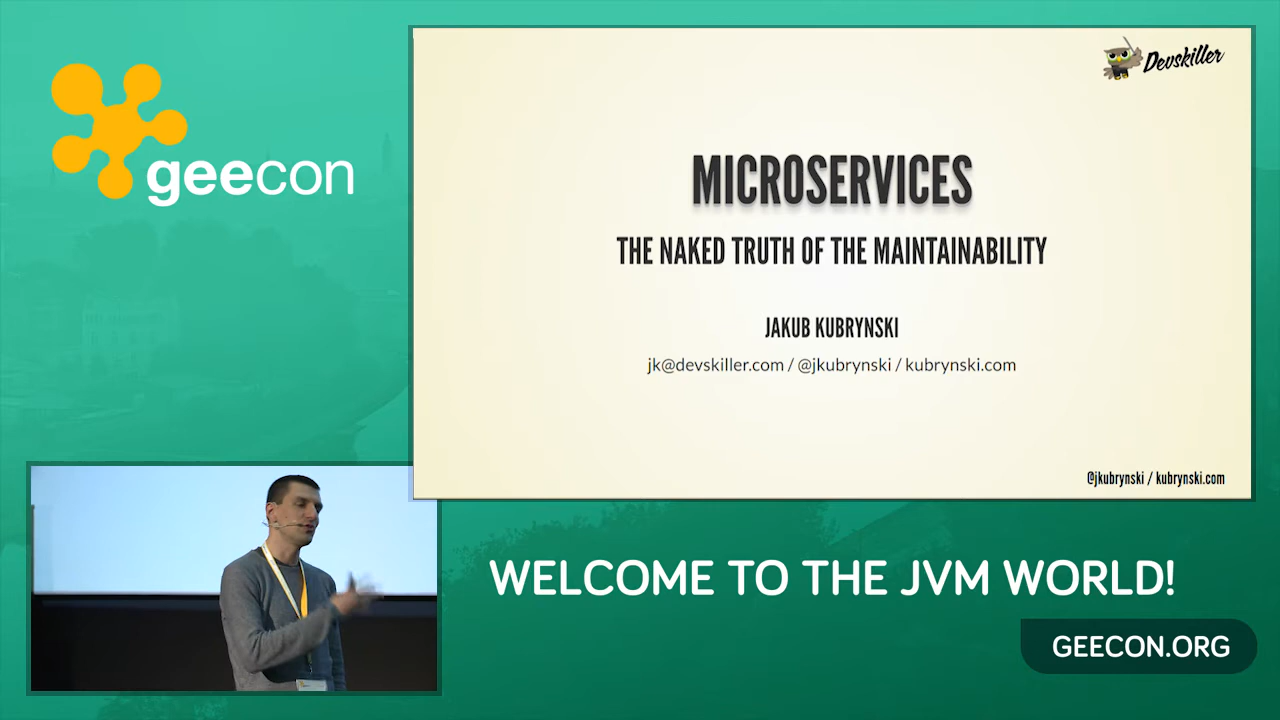 geecon
Devskiller
MICROSERVICES
THE NAKED TRUTH OF THE MAINTAINABILITY
JAKUB KUBRYNSKI
jk@devskiller.com / @jkubrynski / kubrynski.com
@jkubrynski / kubrynski.com
WELCOME TO THE JVM WORLD!
GEECON.ORG